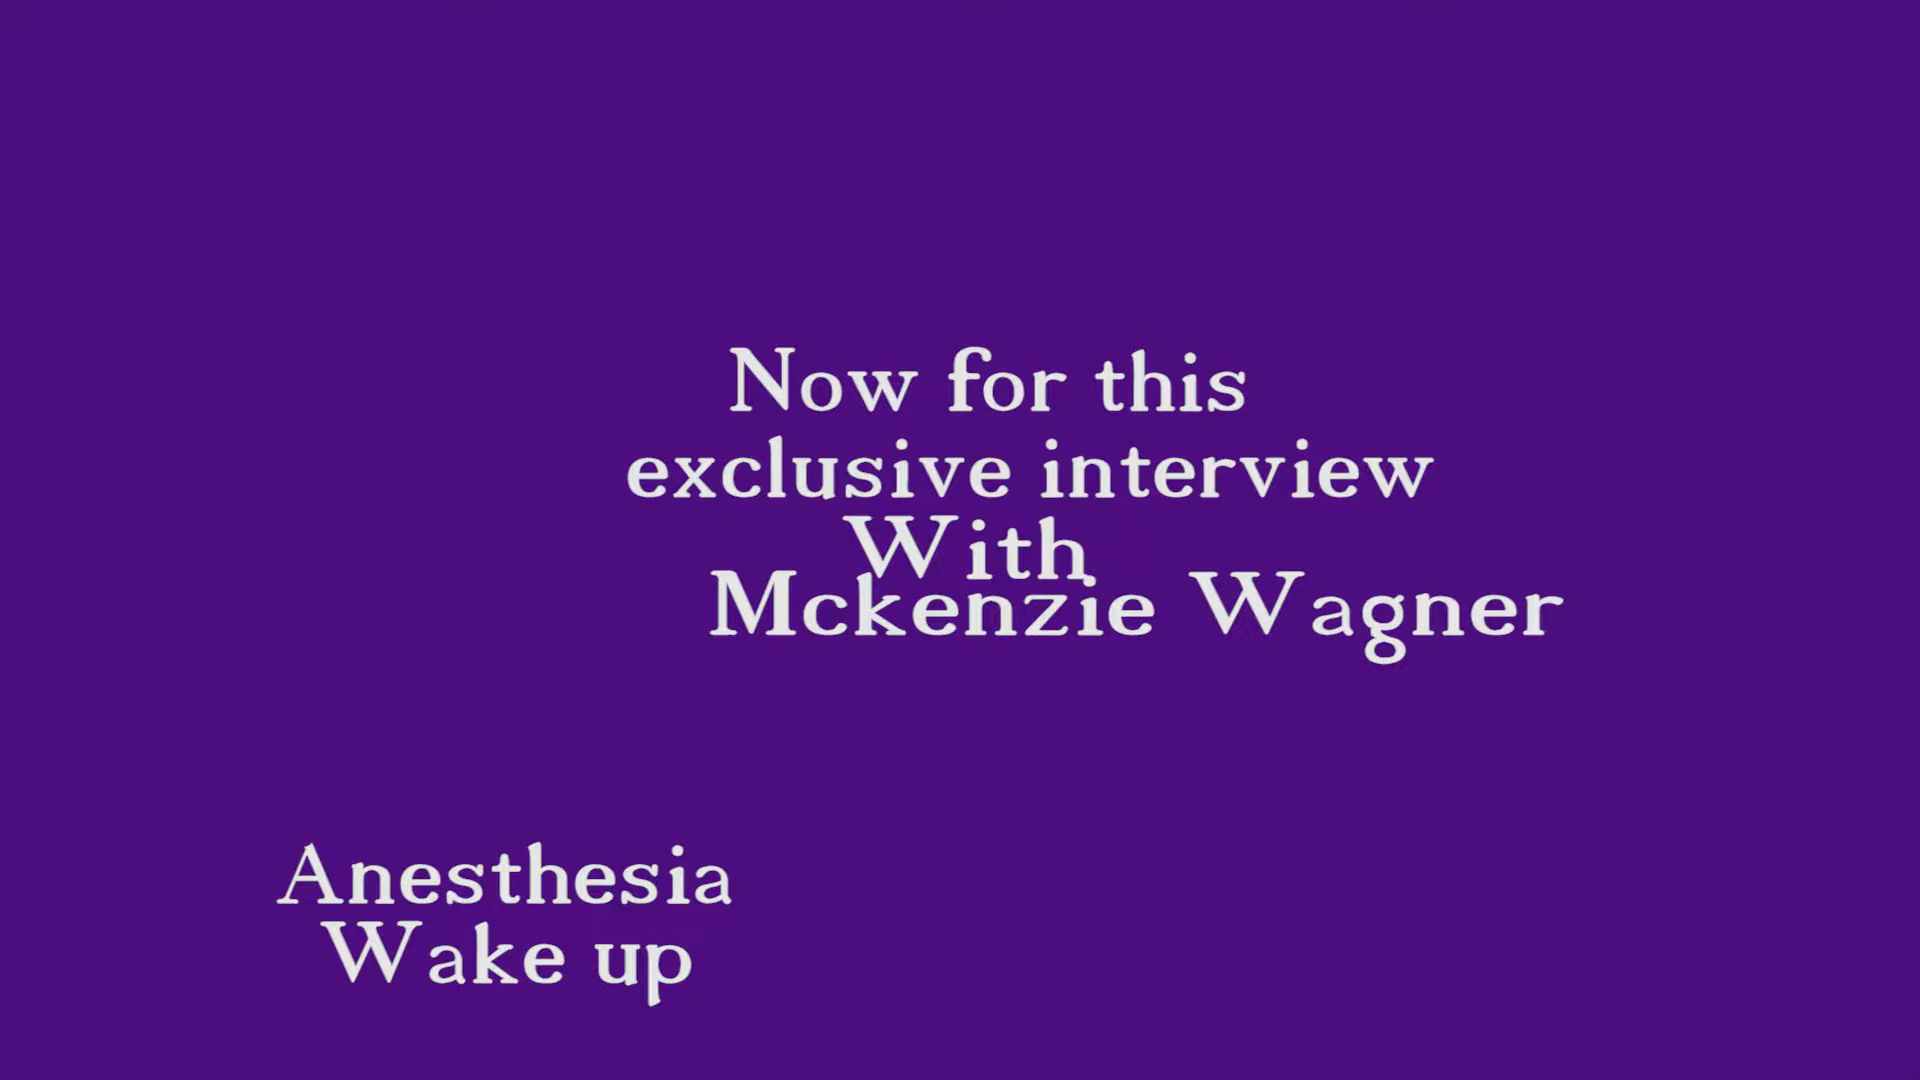 Now for this
exclusive interview
With
Mckenzie Wagner
Anesthesia
Wake up